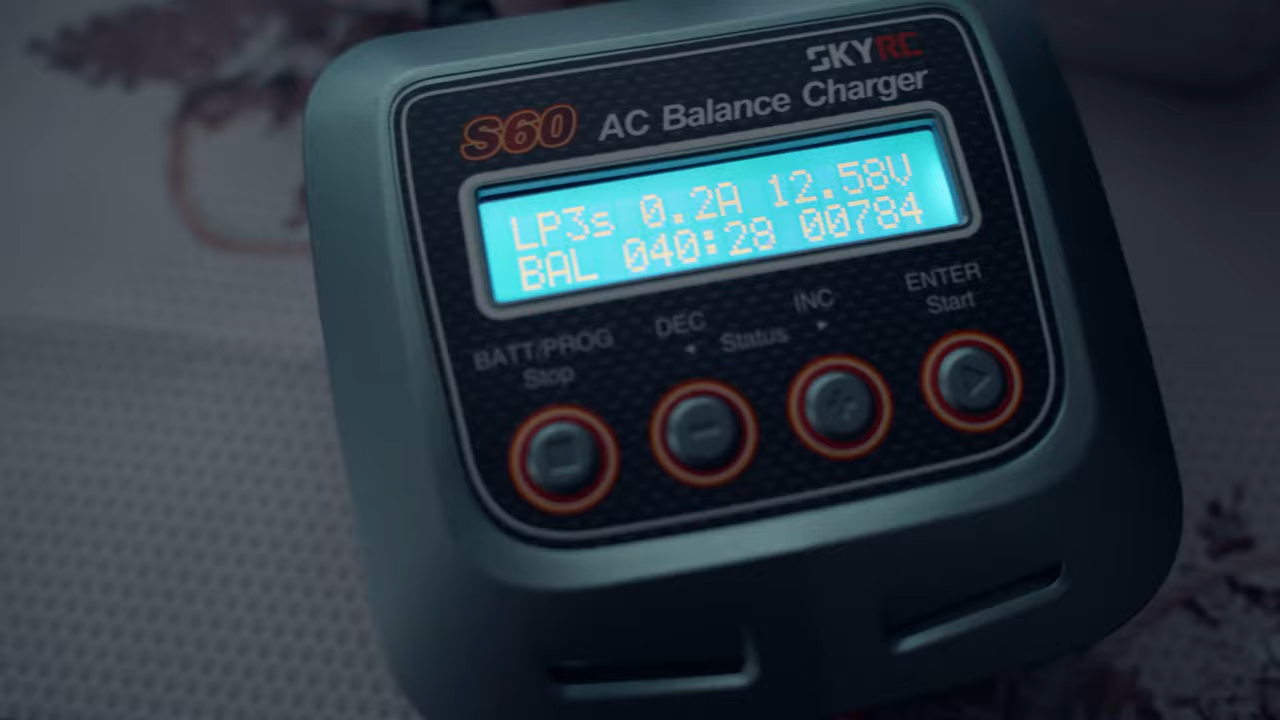 SKYRC
S60 AC Balance Charger
LP3s 0.2A 12.58V
BAL 040:28 00784
BATT/PROG DEC INC ENTER
Stop Status Start